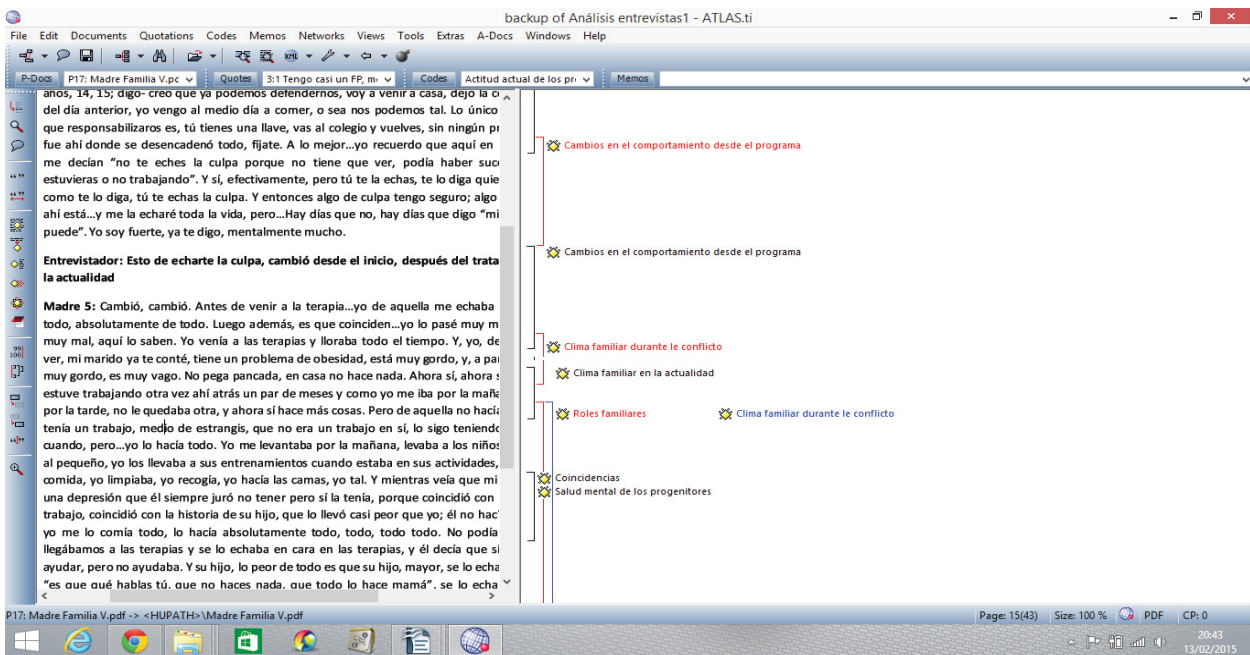 backup of Análisis entrevistas1 - ATLAS.ti
File Edit Documents Quotations Codes Memos Networks Views Tools Extras A-Docs Windows Help
P-Docs P17: Madre Familia V.pc Quotes 3:1 Tengo casi un FP, m Codes Actitud actual de los pr Memos
años, 14, 15; digo- creo que ya podemos defendernos, voy a venir a casa, dejo la c
del día anterior, yo vengo al medio día a comer, o sea nos podemos tal. Lo único
que responsabilizaros es, tú tienes una llave, vas al colegio y vuelves, sin ningún pr
fue ahí donde se desencadenó todo, fíjate. A lo mejor...yo recuerdo que aquí en
me decían “no te eches la culpa porque no tiene que ver, podía haber suc
estuvieras o no trabajando”. Y sí, efectivamente, pero tú te la echas, te lo diga quie
como te lo diga, tú te echas la culpa. Y entonces algo de culpa tengo seguro; algo
ahí está...y me la echaré toda la vida, pero...Hay días que no, hay días que digo “mi
puede”. Yo soy fuerte, ya te digo, mentalmente mucho.
Entrevistador: Esto de echarte la culpa, cambió desde el inicio, después del trata
la actualidad
Madre 5: Cambió, cambió. Antes de venir a la terapia...yo de aquella me echaba
todo, absolutamente de todo. Luego además, es que coinciden...yo lo pasé muy m
muy mal, aquí lo saben. Yo venía a las terapias y lloraba todo el tiempo. Y, yo, de
ver, mi marido ya te conté, tiene un problema de obesidad, está muy gordo, y, a pa
muy gordo, es muy vago. No pega pancada, en casa no hace nada. Ahora sí, ahora s
estuve trabajando otra vez ahí atrás un par de meses y como yo me iba por la maña
por la tarde, no le quedaba otra, y ahora sí hace más cosas. Pero de aquella no hacía
tenía un trabajo, medio de estrangis, que no era un trabajo en sí, lo sigo teniendo
cuando, pero...yo lo hacía todo. Yo me levantaba por la mañana, levaba a los niños
al pequeño, yo los llevaba a sus entrenamientos cuando estaba en sus actividades,
comida, yo limpiaba, yo recogía, yo hacía las camas, yo tal. Y mientras veía que mi
una depresión que él siempre juró no tener pero sí la tenía, porque coincidió con
trabajo, coincidió con la historia de su hijo, que lo llevó casi peor que yo; él no hac
yo me lo comía todo, lo hacía absolutamente todo, todo, todo todo. No podía
llegábamos a las terapias y se lo echaba en cara en las terapias, y él decía que sí
ayudar, pero no ayudaba. Y su hijo, lo peor de todo es que su hijo, mayor, se lo echa
“es que qué hablas tú, que no haces nada, que todo lo hace mamá”, se lo echa
Cambios en el comportamiento desde el programa
Cambios en el comportamiento desde el programa
Clima familiar durante le conflicto
Clima familiar en la actualidad
Roles familiares Clima familiar durante le conflicto
Coincidencias
Salud mental de los progenitores
P17: Madre Familia V.pdf -> <HUPATH>\Madre Familia V.pdf Page: 15(43) Size: 100 % PDF CP: 0
20:43
13/02/2015